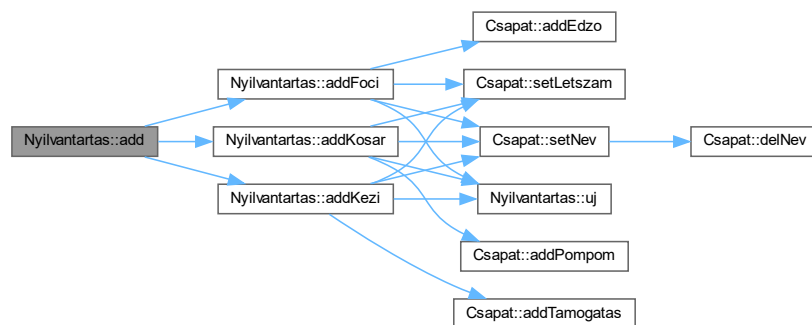 Nyilvantartas::add
Nyilvantartas::addFoci
Nyilvantartas::addKosar
Nyilvantartas::addKezi
Csapat::addEdzo
Csapat::setLetszam
Csapat::setNev
Nyilvantartas::uj
Csapat::addPompom
Csapat::addTamogatas
Csapat::delNev